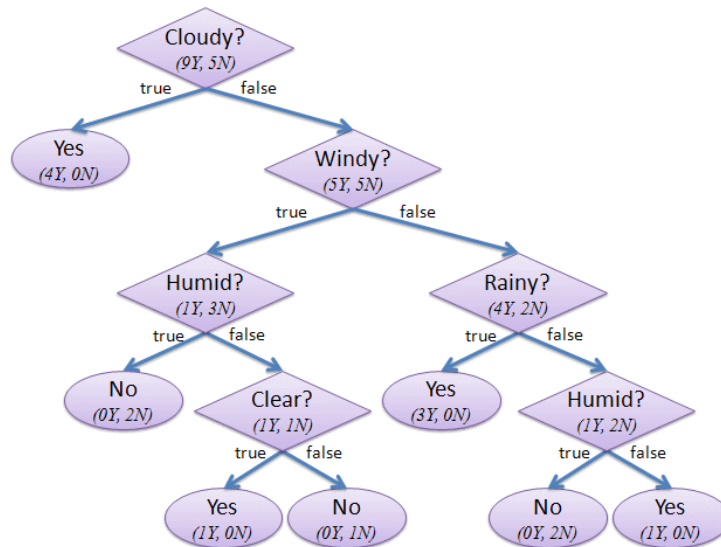 Cloudy?
(9Y, 5N)
true
false
Yes
(4Y, 0N)
Windy?
(5Y, 5N)
true
false
Humid?
(1Y, 3N)
Rainy?
(4Y, 2N)
true
false
true
false
No
(0Y, 2N)
Clear?
(1Y, 1N)
Yes
(3Y, 0N)
Humid?
(1Y, 2N)
true
false
true
false
Yes
(1Y, 0N)
No
(0Y, 1N)
No
(0Y, 2N)
Yes
(1Y, 0N)